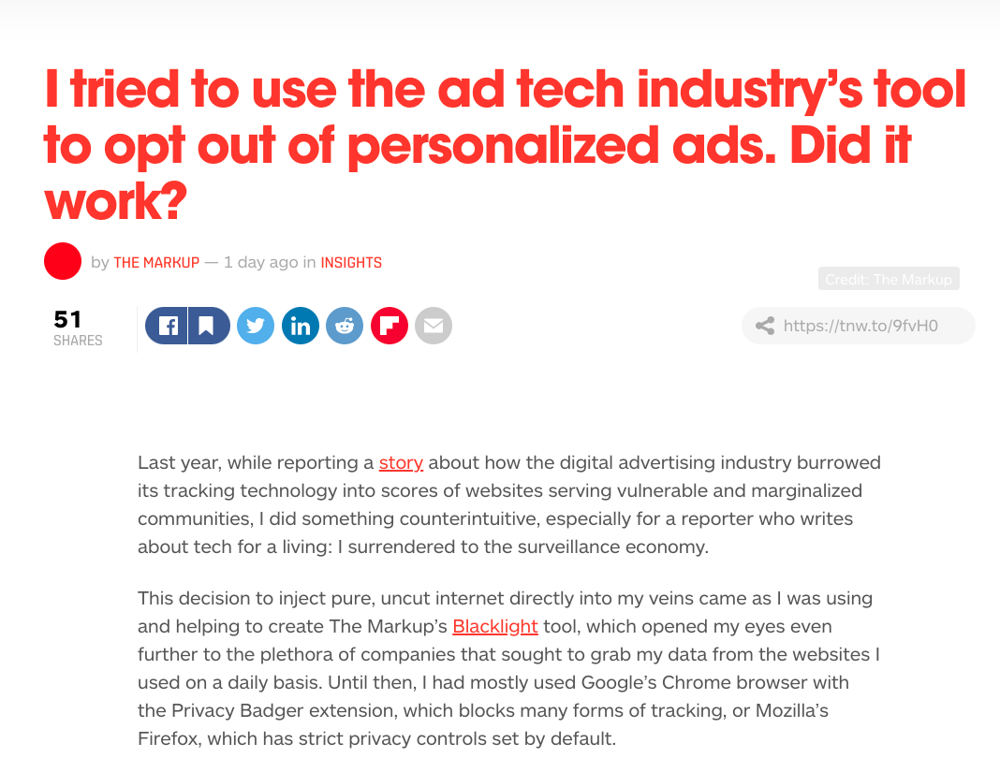 I tried to use the ad tech industry’s tool
to opt out of personalized ads. Did it
work?
by THE MARKUP — 1 day ago in INSIGHTS
Credit: The Markup
51
SHARES
https://tnw.to/9fvH0
Last year, while reporting a story about how the digital advertising industry burrowed
its tracking technology into scores of websites serving vulnerable and marginalized
communities, I did something counterintuitive, especially for a reporter who writes
about tech for a living: I surrendered to the surveillance economy.
This decision to inject pure, uncut internet directly into my veins came as I was using
and helping to create The Markup’s Blacklight tool, which opened my eyes even
further to the plethora of companies that sought to grab my data from the websites I
used on a daily basis. Until then, I had mostly used Google’s Chrome browser with
the Privacy Badger extension, which blocks many forms of tracking, or Mozilla’s
Firefox, which has strict privacy controls set by default.